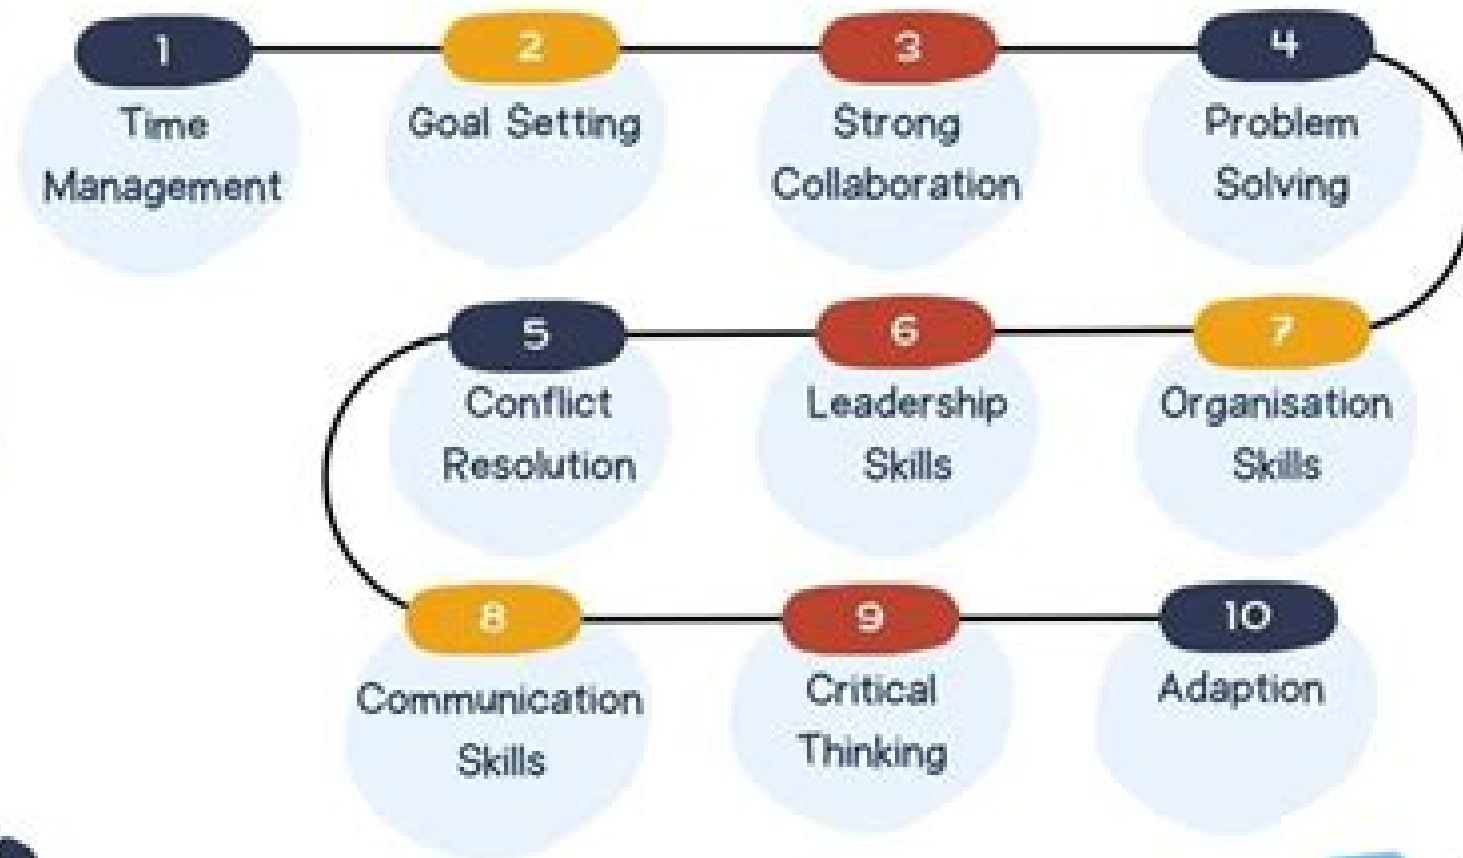 1
Time
Management
2
Goal Setting
3
Strong
Collaboration
4
Problem
Solving
5
Conflict
Resolution
6
Leadership
Skills
7
Organisation
Skills
8
Communication
Skills
9
Critical
Thinking
10
Adaption